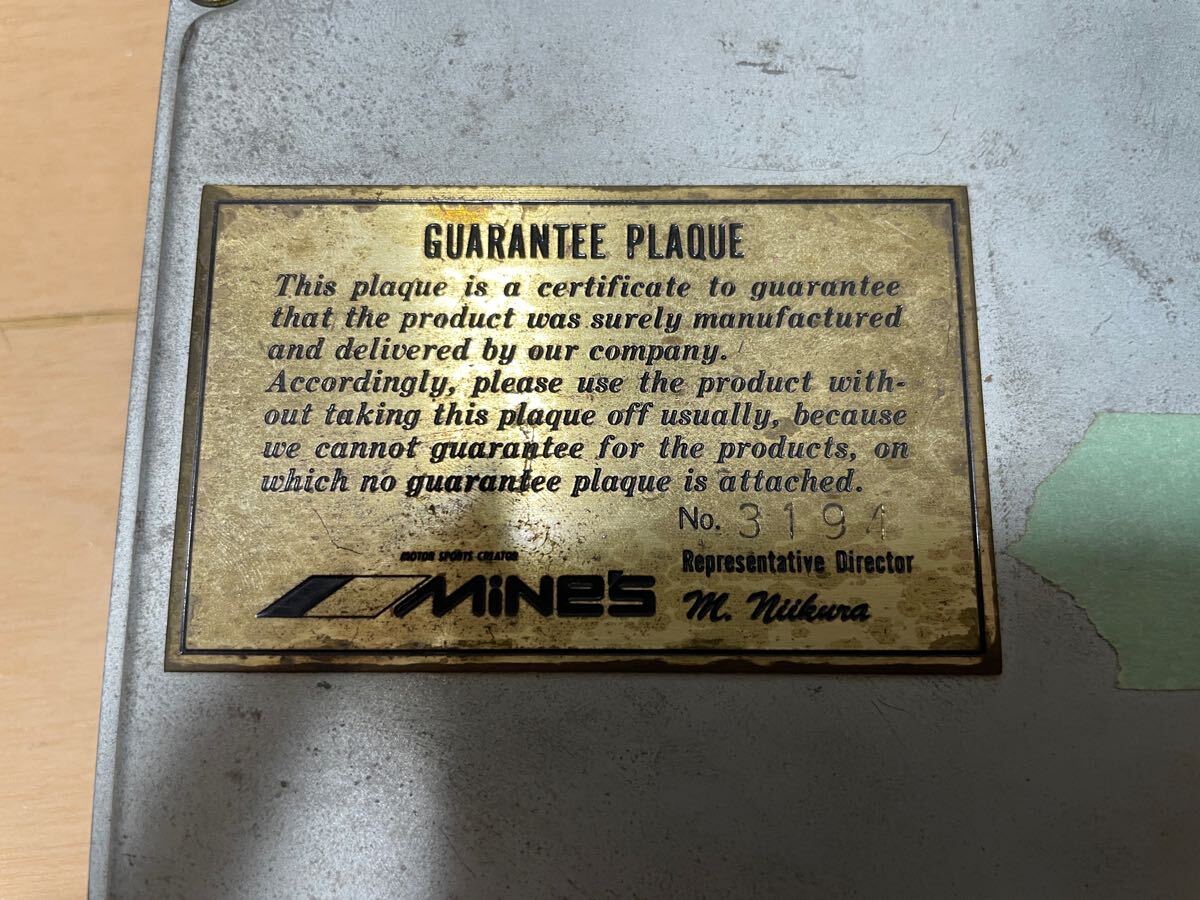 GUARANTEE PLAQUE
This plaque is a certificate to guarantee
that the product was surely manufactured
and delivered by our company.
Accordingly, please use the product with-
out taking this plaque off usually, because
we cannot guarantee for the products, on
which no guarantee plaque is attached.
No. 3194
Representative Director
MOTOR SPORTS CREATOR
MiNe's
M. Niikura